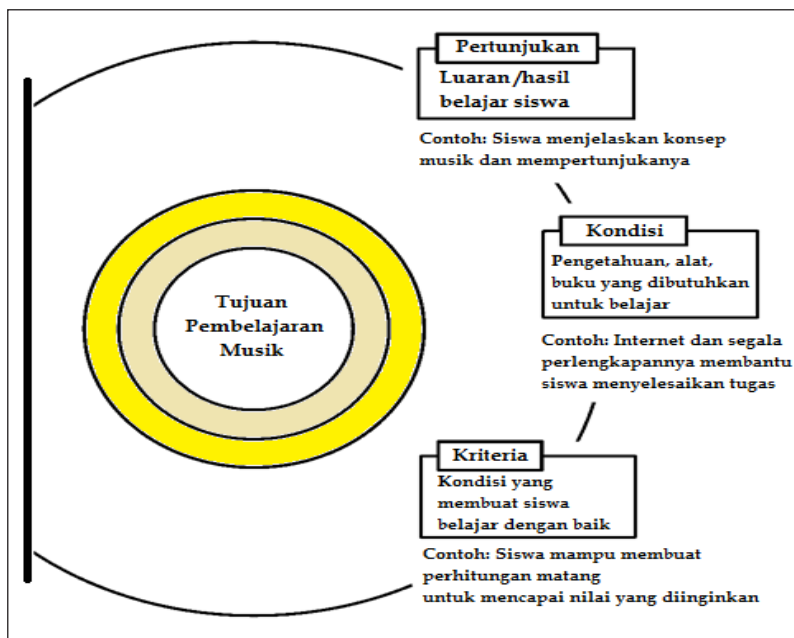 Pertunjukan
Luaran/hasil
belajar siswa
Contoh: Siswa menjelaskan konsep
musik dan mempertunjukanya
Kondisi
Pengetahuan, alat,
buku yang dibutuhkan
untuk belajar
Contoh: Internet dan segala
perlengkapannya membantu
siswa menyelesaikan tugas
Tujuan
Pembelajaran
Musik
Kriteria
Kondisi yang
membuat siswa
belajar dengan baik
Contoh: Siswa mampu membuat
perhitungan matang
untuk mencapai nilai yang diinginkan